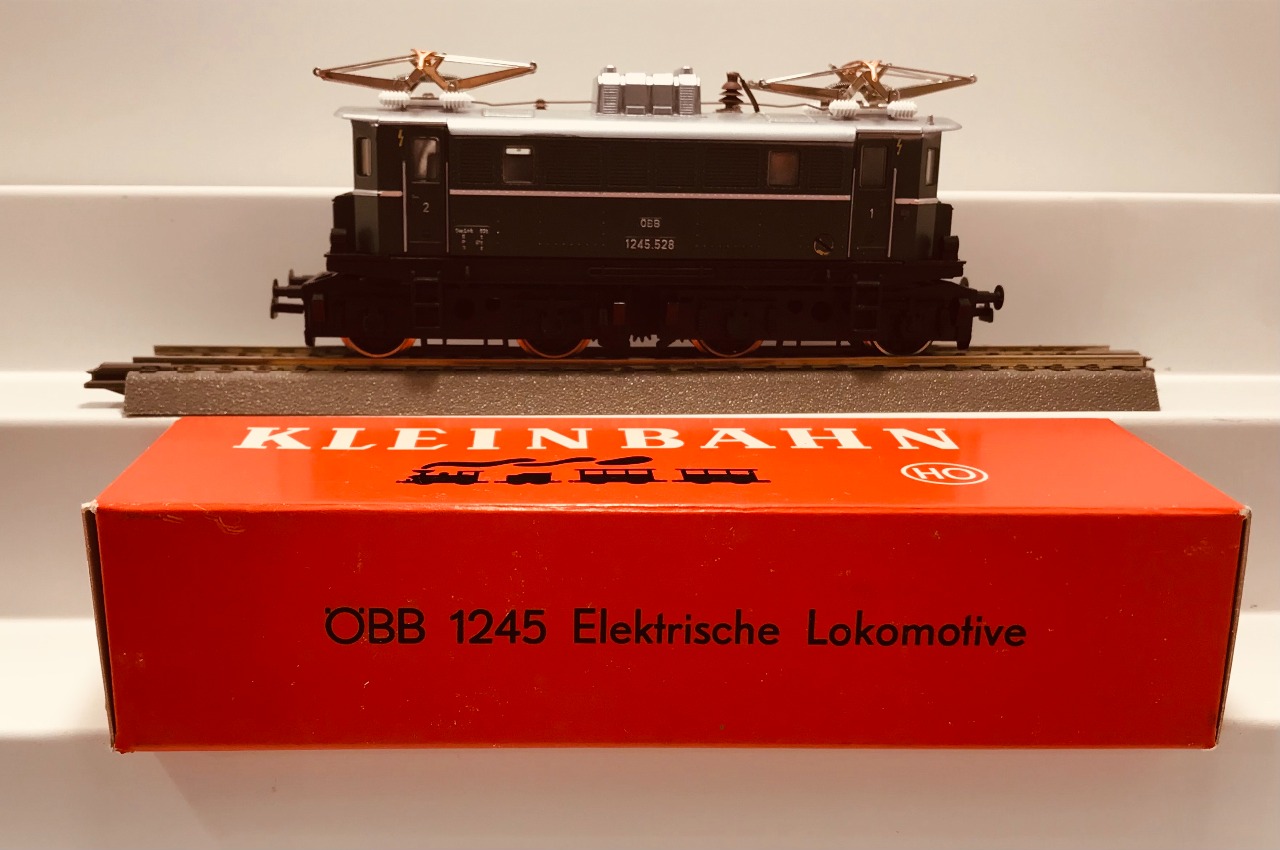 2
1
ÖBB
1245.528
KLEINBAHN
HO
ÖBB 1245 Elektrische Lokomotive